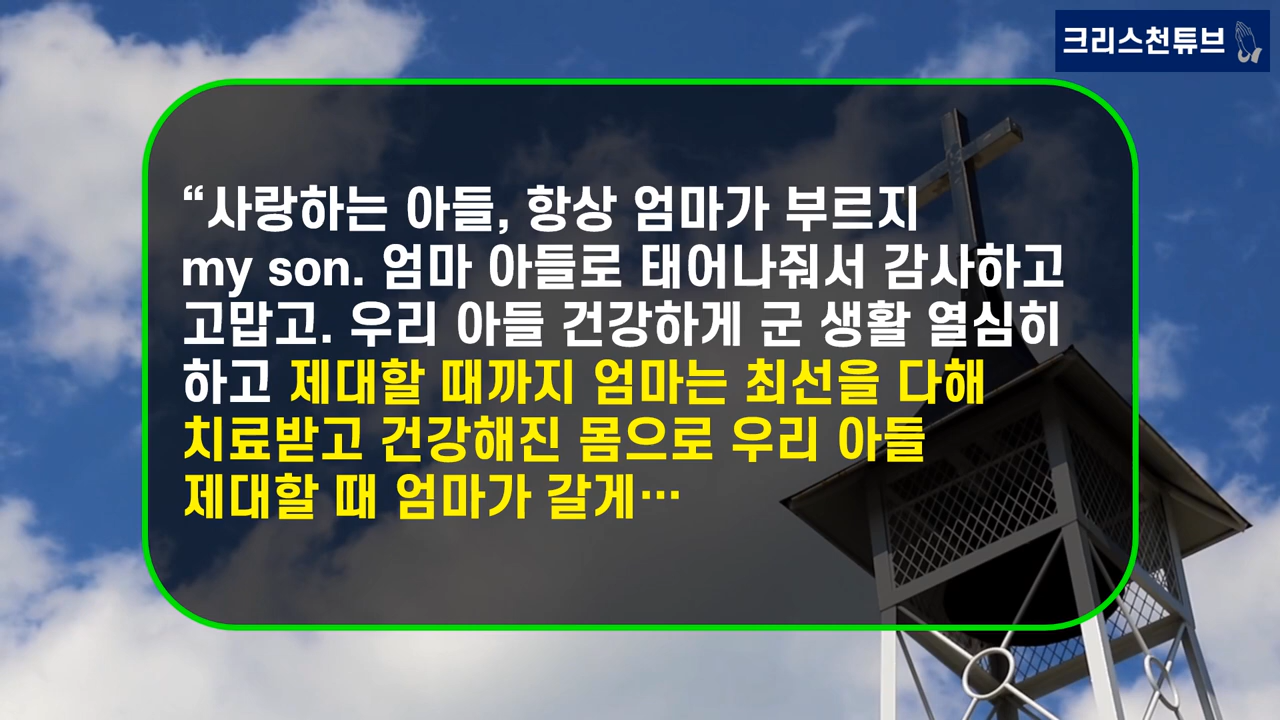 크리스천튜브
“사랑하는 아들, 항상 엄마가 부르지
my son. 엄마 아들로 태어나줘서 감사하고
고맙고. 우리 아들 건강하게 군 생활 열심히
하고 제대할 때까지 엄마는 최선을 다해
치료받고 건강해진 몸으로 우리 아들
제대할 때 엄마가 갈게…